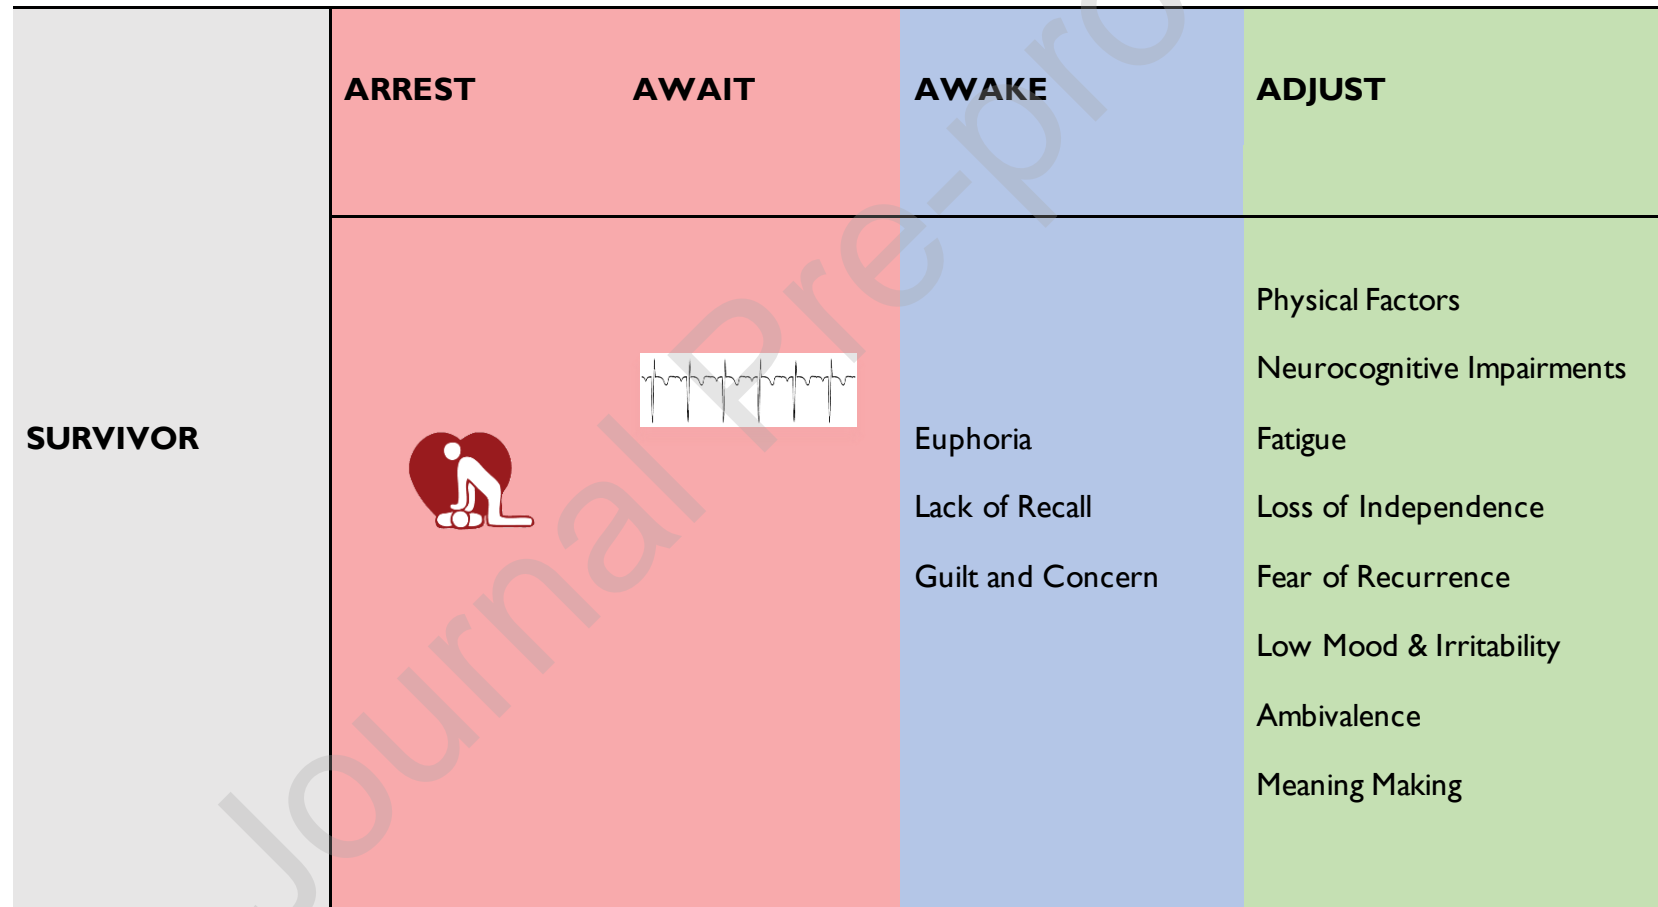 ARREST AWAIT AWAKE ADJUST
SURVIVOR
Euphoria
Lack of Recall
Guilt and Concern
Physical Factors
Neurocognitive Impairments
Fatigue
Loss of Independence
Fear of Recurrence
Low Mood & Irritability
Ambivalence
Meaning Making
Journal Pre-pro